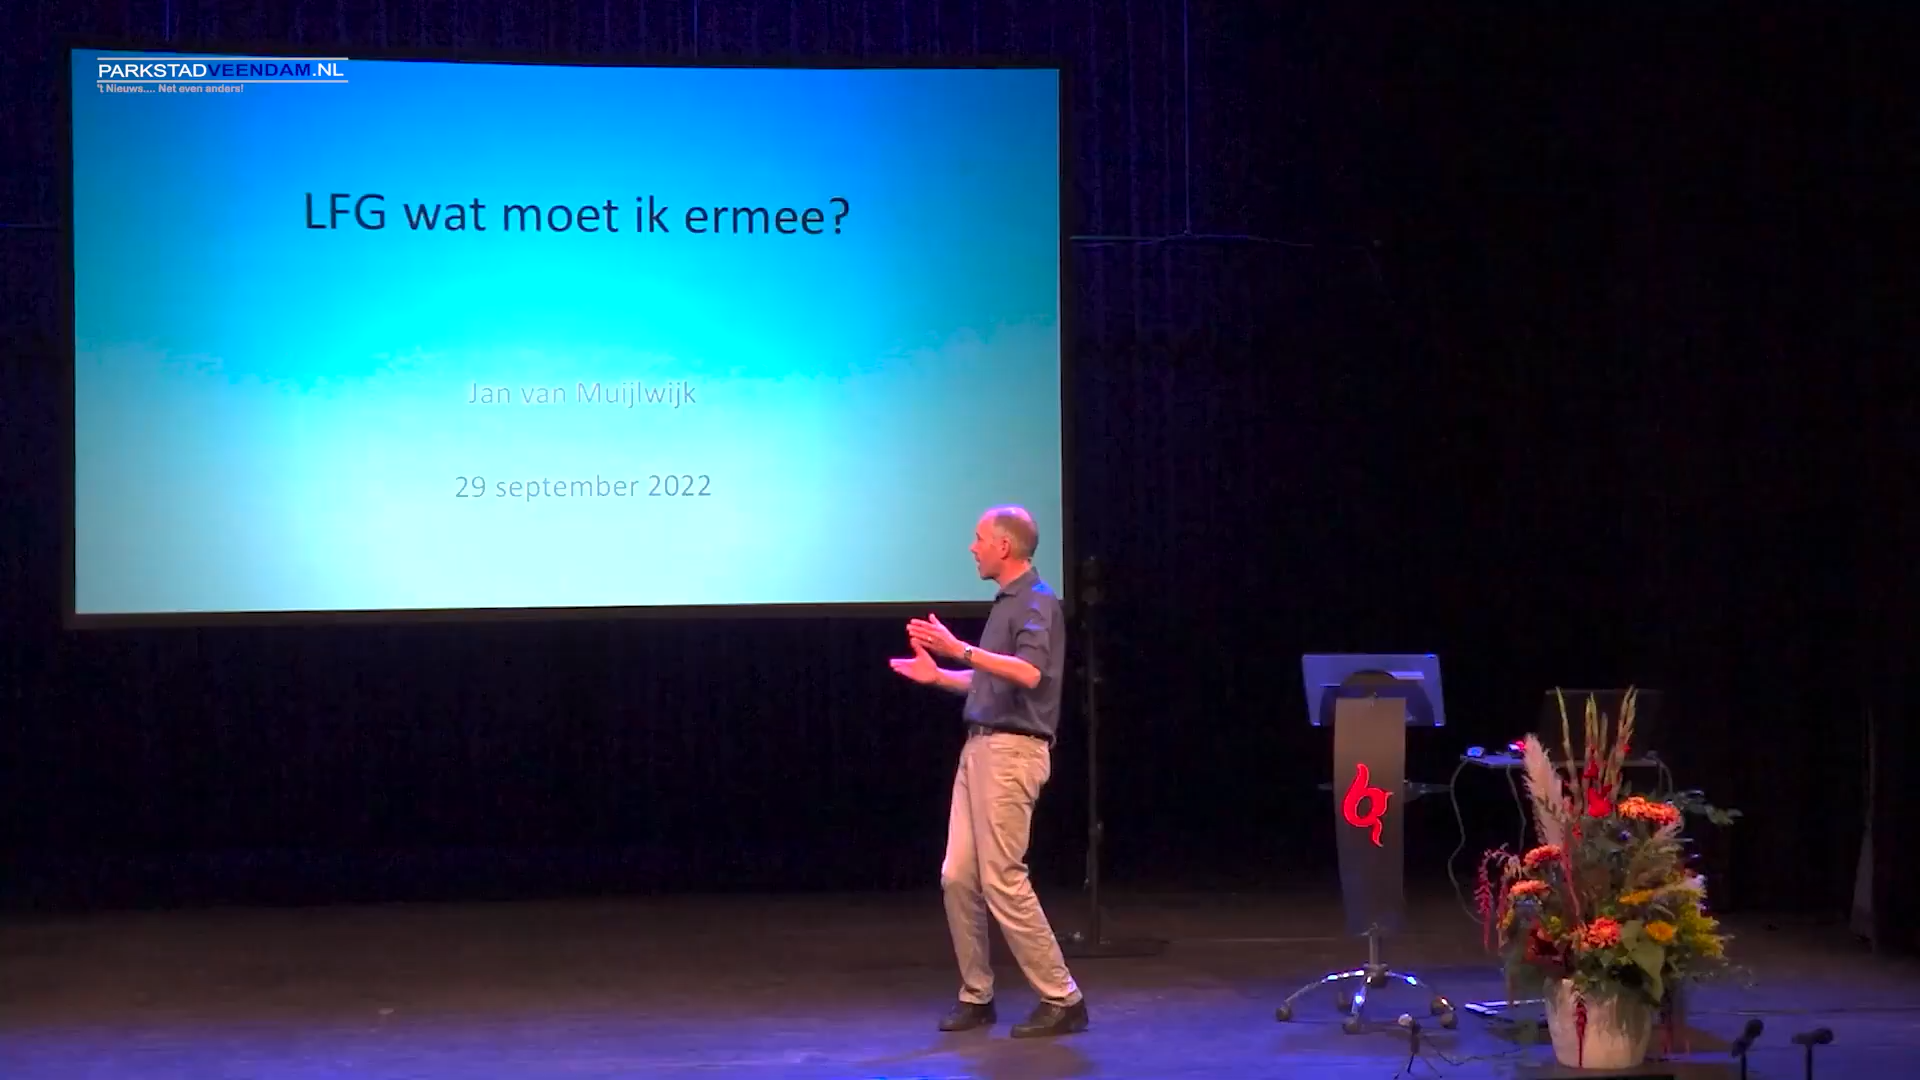 PARKSTADVEENDAM.NL
't Nieuws.... Net even anders!
LFG wat moet ik ermee?
Jan van Muijlwijk
29 september 2022